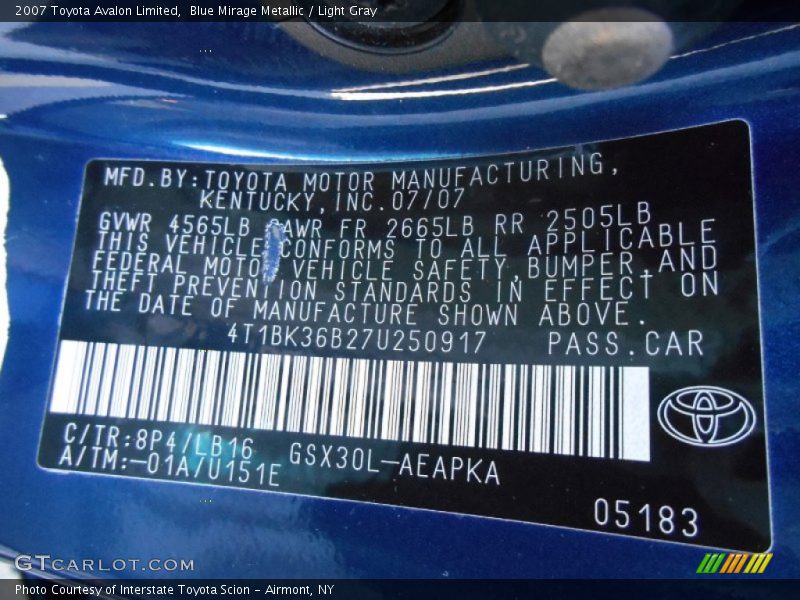 2007 Toyota Avalon Limited, Blue Mirage Metallic / Light Gray
MFD.BY:TOYOTA MOTOR MANUFACTURING,
KENTUCKY,INC.07/07
GVWR 4565LB GAWR FR 2665LB RR 2505LB
THIS VEHICLE CONFORMS TO ALL APPLICABLE
FEDERAL MOTOR VEHICLE SAFETY,BUMPER,AND
THEFT PREVENTION STANDARDS IN EFFECT ON
THE DATE OF MANUFACTURE SHOWN ABOVE.
4T1BK36B27U250917 PASS.CAR
C/TR:8P4/LB16 GSX30L-AEAPKA
A/TM:-01A/U151E
05183
GTCARLOT.COM
Photo Courtesy of Interstate Toyota Scion - Airmont, NY